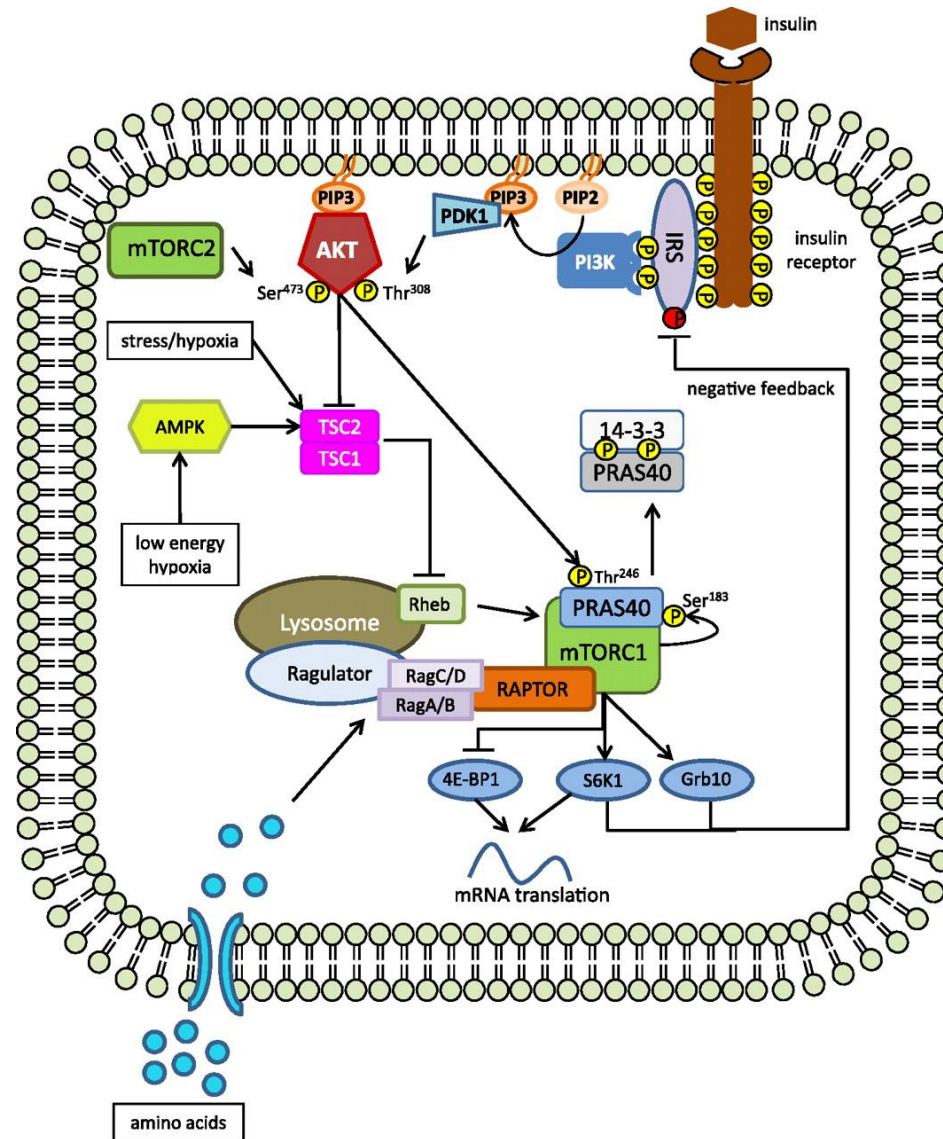 insulin
PIP3
PIP3
PIP2
PDK1
AKT
mTORC2
PI3K
IRS
P
P
P
P
P
P
P
P
P
P
P
P
P
insulin
receptor
Ser473
P
P
Thr308
stress/hypoxia
negative feedback
AMPK
TSC2
TSC1
14-3-3
P
P
PRAS40
low energy
hypoxia
P
Thr246
Rheb
PRAS40
P
Ser183
Lysosome
mTORC1
Ragulator
RagC/D
RAPTOR
RagA/B
4E-BP1
S6K1
Grb10
mRNA translation
amino acids